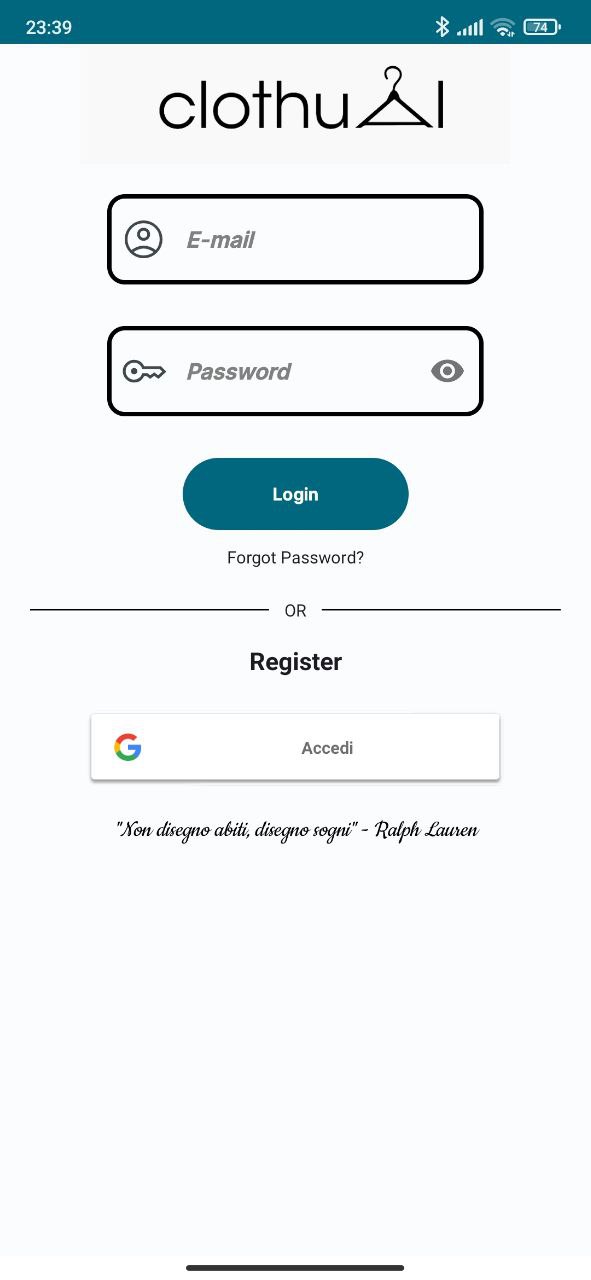 23:39
74
clothual
E-mail
Password
Login
Forgot Password?
OR
Register
Accedi
"Non disegno abiti, disegno sogni" - Ralph Lauren